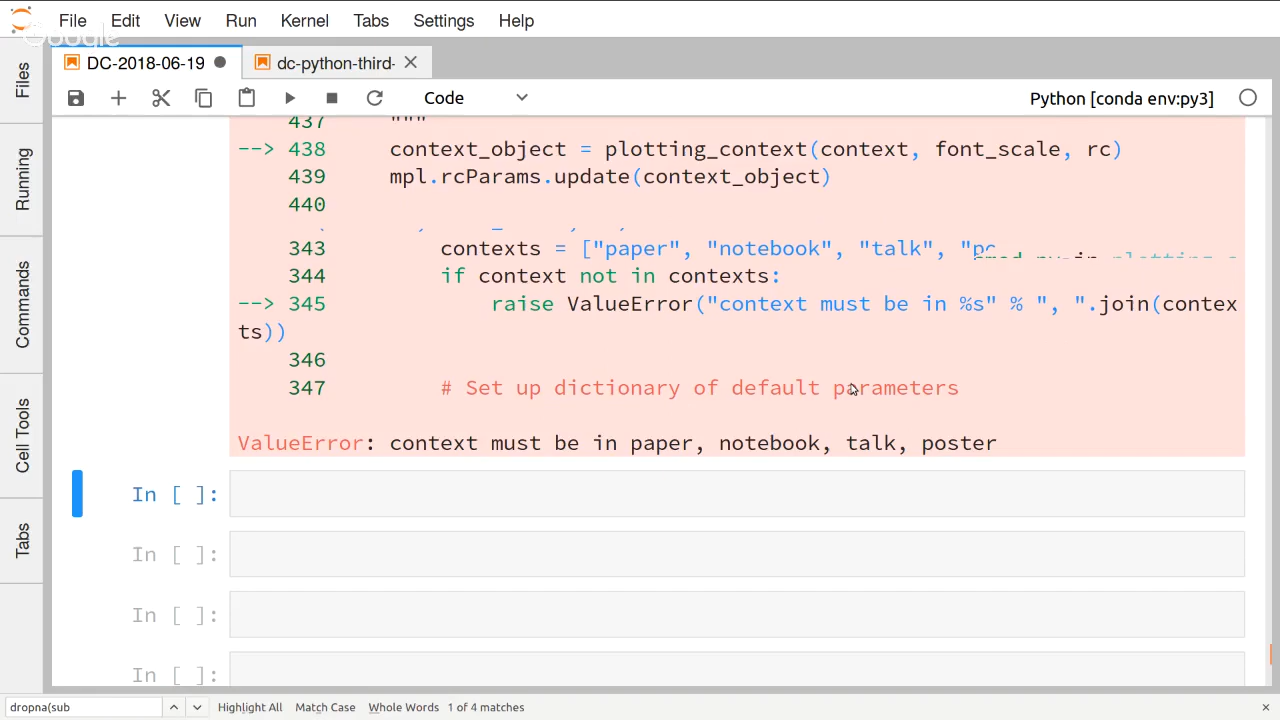 File Edit View Run Kernel Tabs Settings Help
Google
DC-2018-06-19
dc-python-third-
Code
Python [conda env:py3]
Files
Running
Commands
Cell Tools
Tabs
437 """
--> 438 context_object = plotting_context(context, font_scale, rc)
439 mpl.rcParams.update(context_object)
440
343 contexts = ["paper", "notebook", "talk",
344 if context not in contexts:
--> 345 raise ValueError("context must be in %s" % ", ".join(contex
ts))
346
347 # Set up dictionary of default parameters
ValueError: context must be in paper, notebook, talk, poster
In [ ]:
In [ ]:
In [ ]:
In [ ]:
dropna(sub
Highlight All Match Case Whole Words 1 of 4 matches